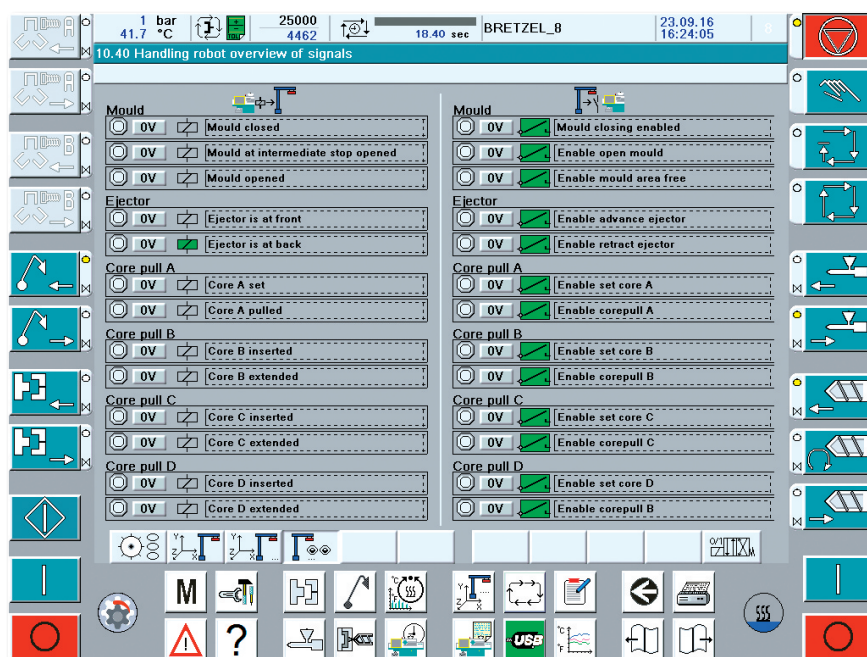 1 bar
41.7 °C
25000
4462
18.40 sec
BRETZEL_8
23.09.16
16:24:05
8
10.40 Handling robot overview of signals
Mould
0V Mould closed
0V Mould at intermediate stop opened
0V Mould opened
Ejector
0V Ejector is at front
0V Ejector is at back
Core pull A
0V Core A set
0V Core A pulled
Core pull B
0V Core B inserted
0V Core B extended
Core pull C
0V Core C inserted
0V Core C extended
Core pull D
0V Core D inserted
0V Core D extended
Mould
0V Mould closing enabled
0V Enable open mould
0V Enable mould area free
Ejector
0V Enable advance ejector
0V Enable retract ejector
Core pull A
0V Enable set core A
0V Enable corepull A
Core pull B
0V Enable set core B
0V Enable corepull B
Core pull C
0V Enable set core C
0V Enable corepull C
Core pull D
0V Enable set core D
0V Enable corepull B
A
A
B
B
Y Z X
Y Z X ...
...
0/1
M
°C °F
Y Z X
?
USB
°C °F